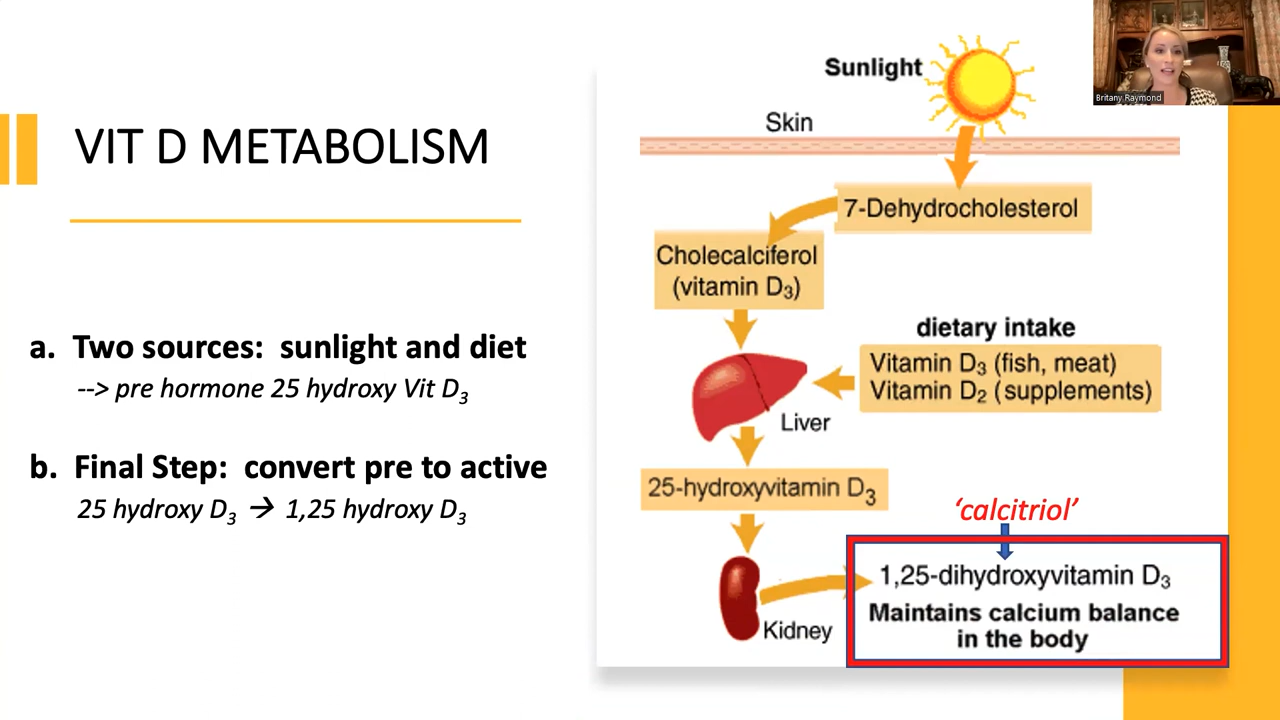 VIT D METABOLISM
a. Two sources: sunlight and diet
--> pre hormone 25 hydroxy Vit D₃
b. Final Step: convert pre to active
25 hydroxy D₃ → 1,25 hydroxy D₃
Sunlight
Skin
7-Dehydrocholesterol
Cholecalciferol
(vitamin D₃)
dietary intake
Vitamin D₃ (fish, meat)
Vitamin D₂ (supplements)
Liver
25-hydroxyvitamin D₃
'calcitriol'
1,25-dihydroxyvitamin D₃
Maintains calcium balance
in the body
Kidney
Britany Raymond